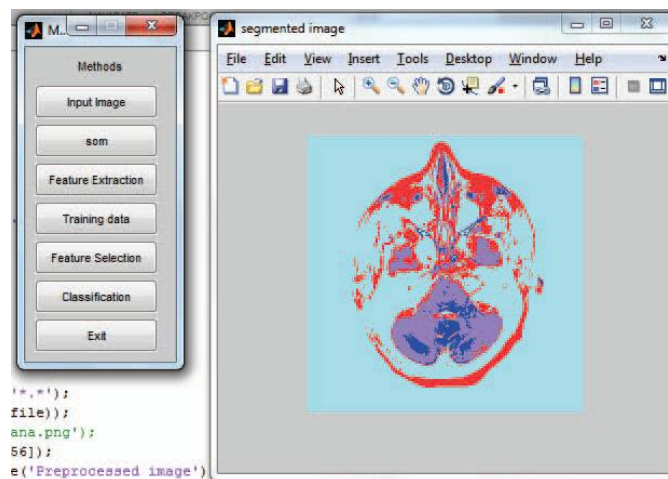 M...
Methods
Input Image
som
Feature Extraction
Training data
Feature Selection
Classification
Exit
segmented image
File Edit View Insert Tools Desktop Window Help
'*.*');
file));
ana.png');
56]);
e('Preprocessed image')